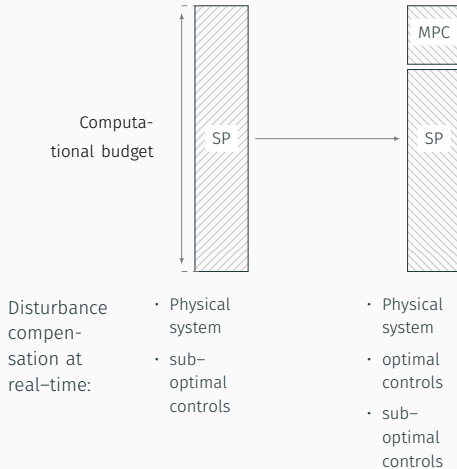 MPC
Computa-
tional budget
SP
SP
Disturbance
compen-
sation at
real–time:
• Physical
system
• sub–
optimal
controls
• Physical
system
• optimal
controls
• sub–
optimal
controls